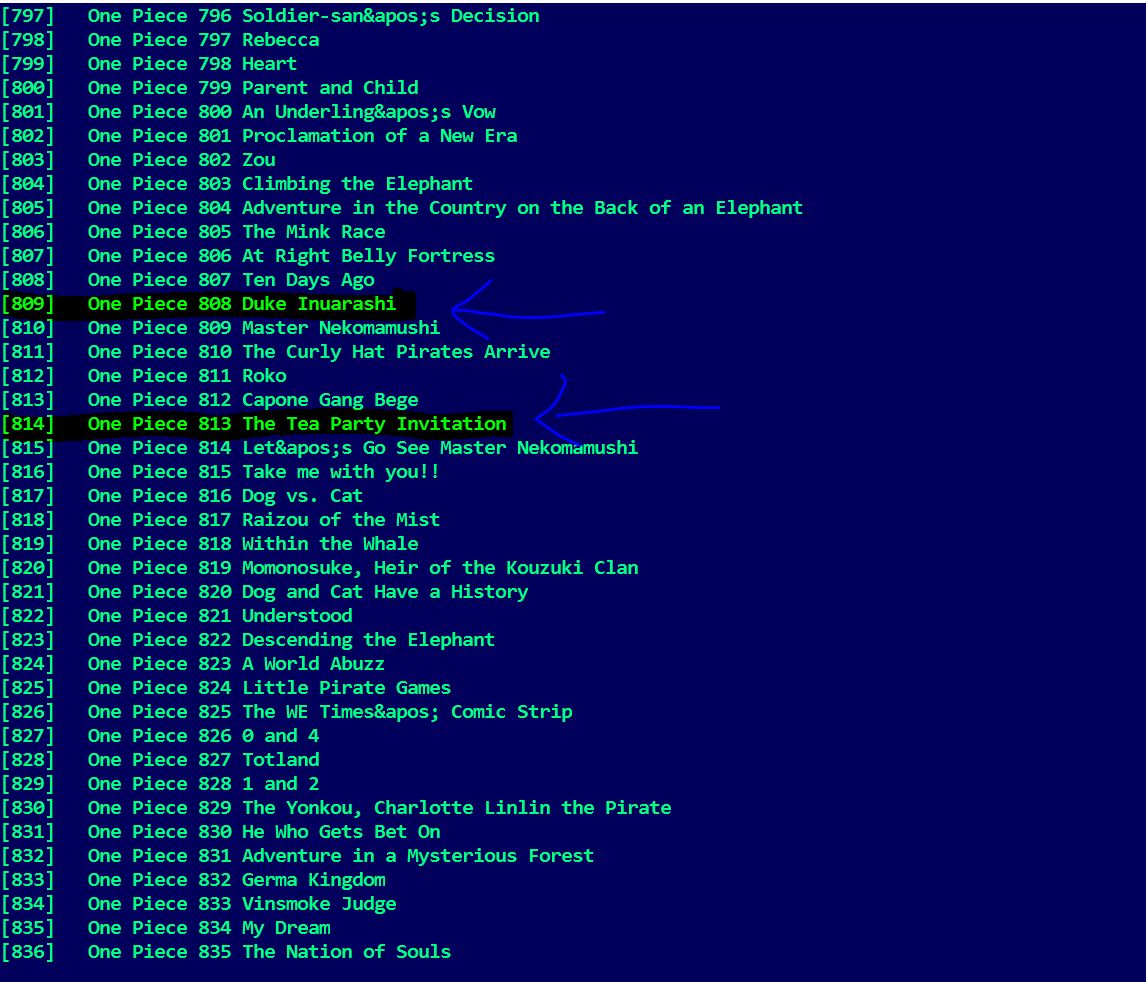 [797] One Piece 796 Soldier-san&apos;s Decision
[798] One Piece 797 Rebecca
[799] One Piece 798 Heart
[800] One Piece 799 Parent and Child
[801] One Piece 800 An Underling&apos;s Vow
[802] One Piece 801 Proclamation of a New Era
[803] One Piece 802 Zou
[804] One Piece 803 Climbing the Elephant
[805] One Piece 804 Adventure in the Country on the Back of an Elephant
[806] One Piece 805 The Mink Race
[807] One Piece 806 At Right Belly Fortress
[808] One Piece 807 Ten Days Ago
[809] One Piece 808 Duke Inuarashi
[810] One Piece 809 Master Nekomamushi
[811] One Piece 810 The Curly Hat Pirates Arrive
[812] One Piece 811 Roko
[813] One Piece 812 Capone Gang Bege
[814] One Piece 813 The Tea Party Invitation
[815] One Piece 814 Let&apos;s Go See Master Nekomamushi
[816] One Piece 815 Take me with you!!
[817] One Piece 816 Dog vs. Cat
[818] One Piece 817 Raizou of the Mist
[819] One Piece 818 Within the Whale
[820] One Piece 819 Momonosuke, Heir of the Kouzuki Clan
[821] One Piece 820 Dog and Cat Have a History
[822] One Piece 821 Understood
[823] One Piece 822 Descending the Elephant
[824] One Piece 823 A World Abuzz
[825] One Piece 824 Little Pirate Games
[826] One Piece 825 The WE Times&apos; Comic Strip
[827] One Piece 826 0 and 4
[828] One Piece 827 Totland
[829] One Piece 828 1 and 2
[830] One Piece 829 The Yonkou, Charlotte Linlin the Pirate
[831] One Piece 830 He Who Gets Bet On
[832] One Piece 831 Adventure in a Mysterious Forest
[833] One Piece 832 Germa Kingdom
[834] One Piece 833 Vinsmoke Judge
[835] One Piece 834 My Dream
[836] One Piece 835 The Nation of Souls